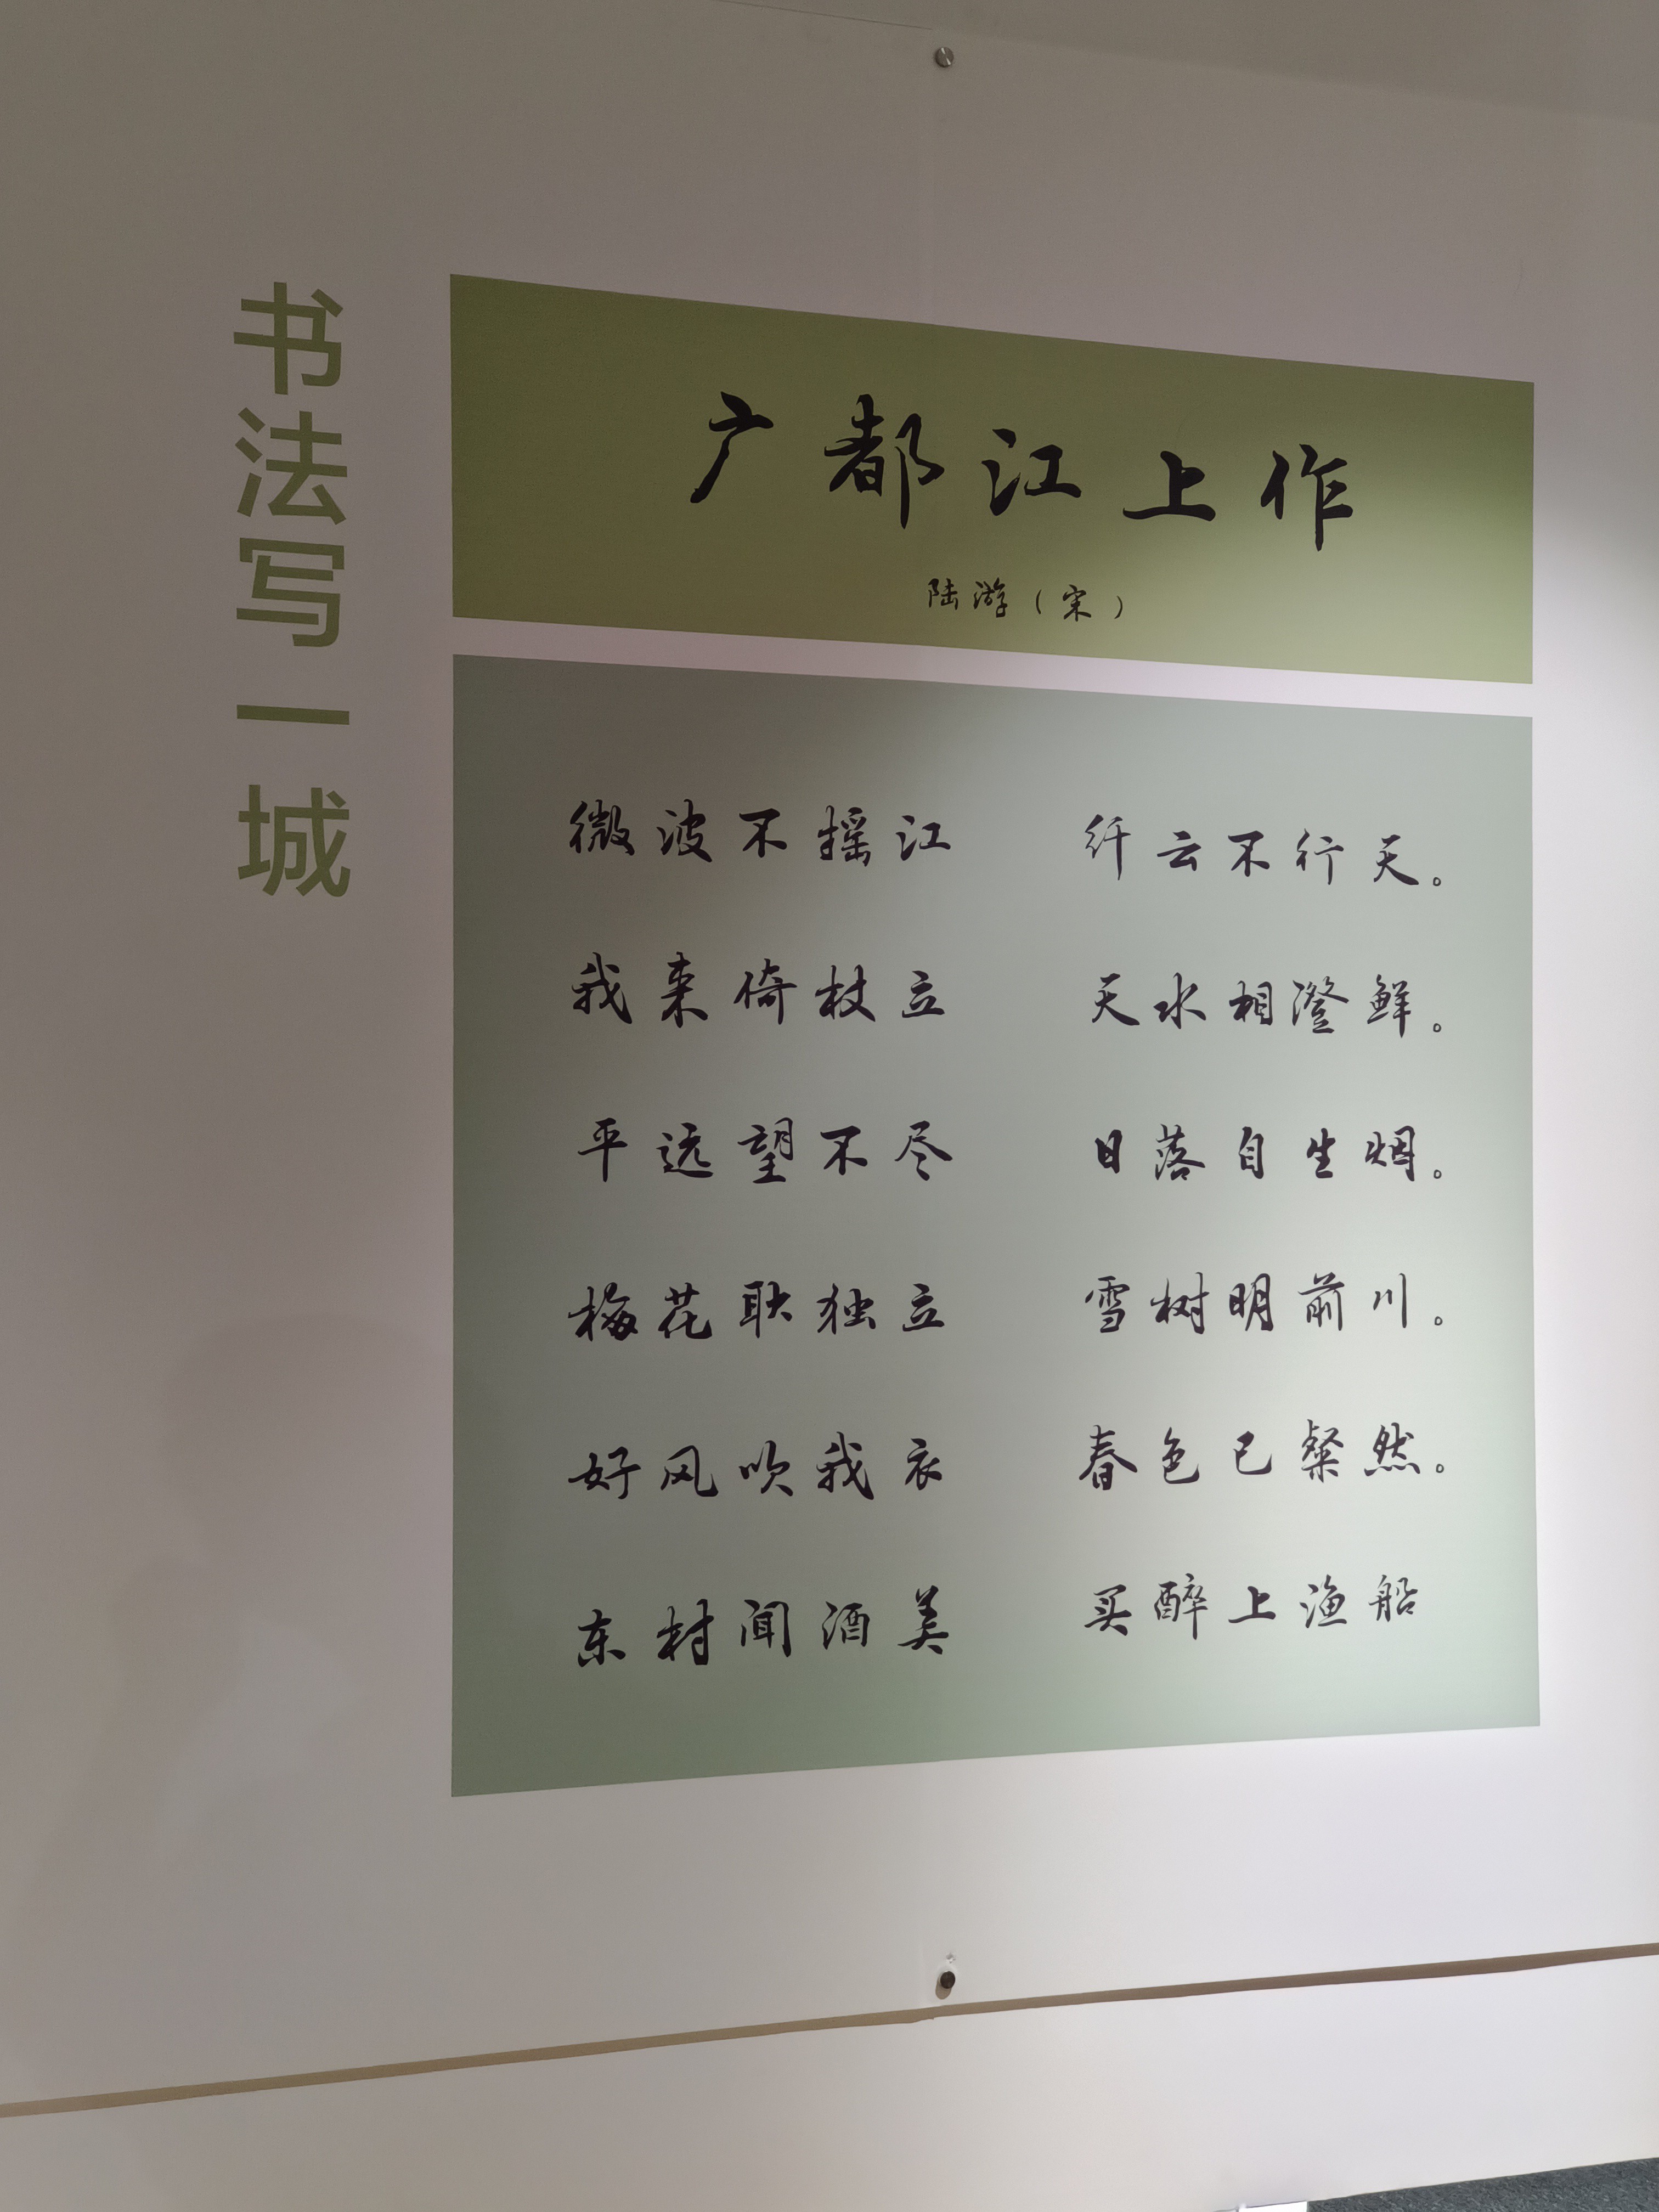 书法写一城
广都江上作
陆游（宋）
微波不摇江 纤云不行天。
我来倚杖立 天水相澄鲜。
平远望不尽 日落自生烟。
梅花耿独立 雪树明前川。
好风吹我衣 春色已粲然。
东村闻酒美 买醉上渔船